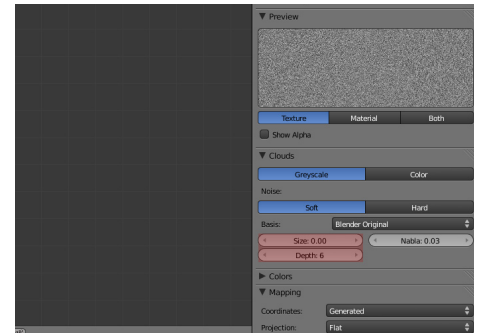 Preview
Texture Material Both
Show Alpha
Clouds
Greyscale Color
Noise:
Soft Hard
Basis: Blender Original
Size: 0.00 Nabla: 0.03
Depth: 6
Colors
Mapping
Coordinates: Generated
Projection: Flat